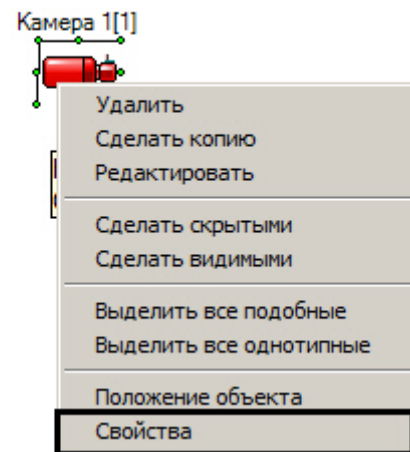 Камера 1[1]
Удалить
Сделать копию
Редактировать
Сделать скрытыми
Сделать видимыми
Выделить все подобные
Выделить все однотипные
Положение объекта
Свойства